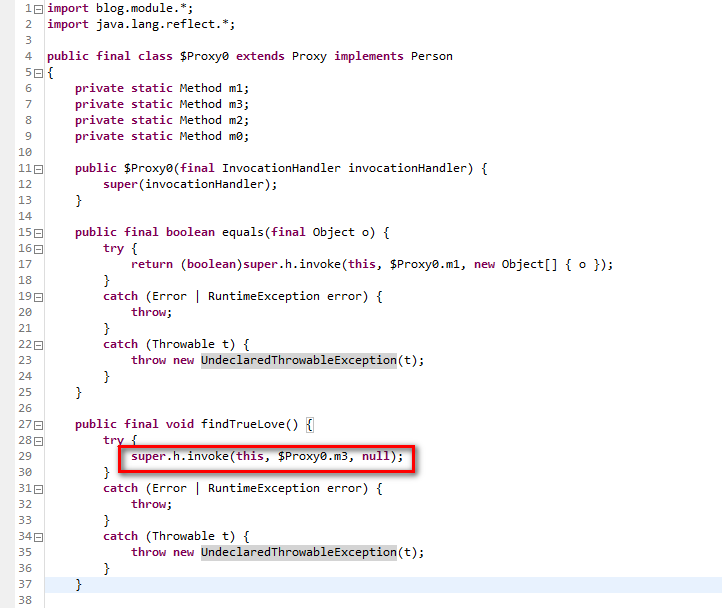 1 import blog.module.*;
2 import java.lang.reflect.*;
3
4 public final class $Proxy0 extends Proxy implements Person
5 {
6     private static Method m1;
7     private static Method m3;
8     private static Method m2;
9     private static Method m0;
10
11     public $Proxy0(final InvocationHandler invocationHandler) {
12         super(invocationHandler);
13     }
14
15     public final boolean equals(final Object o) {
16         try {
17             return (boolean)super.h.invoke(this, $Proxy0.m1, new Object[] { o });
18         }
19         catch (Error | RuntimeException error) {
20             throw;
21         }
22         catch (Throwable t) {
23             throw new UndeclaredThrowableException(t);
24         }
25     }
26
27     public final void findTrueLove() {
28         try {
29             super.h.invoke(this, $Proxy0.m3, null);
30         }
31         catch (Error | RuntimeException error) {
32             throw;
33         }
34         catch (Throwable t) {
35             throw new UndeclaredThrowableException(t);
36         }
37     }
38